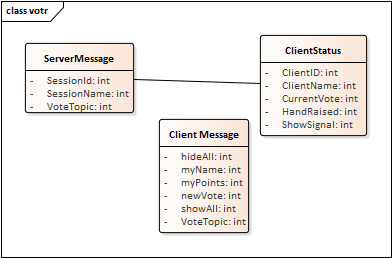 class votr
ServerMessage
- SessionId: int
- SessionName: int
- VoteTopic: int
ClientStatus
- ClientID: int
- ClientName: int
- CurrentVote: int
- HandRaised: int
- ShowSignal: int
Client Message
- hideAll: int
- myName: int
- myPoints: int
- newVote: int
- showAll: int
- VoteTopic: int